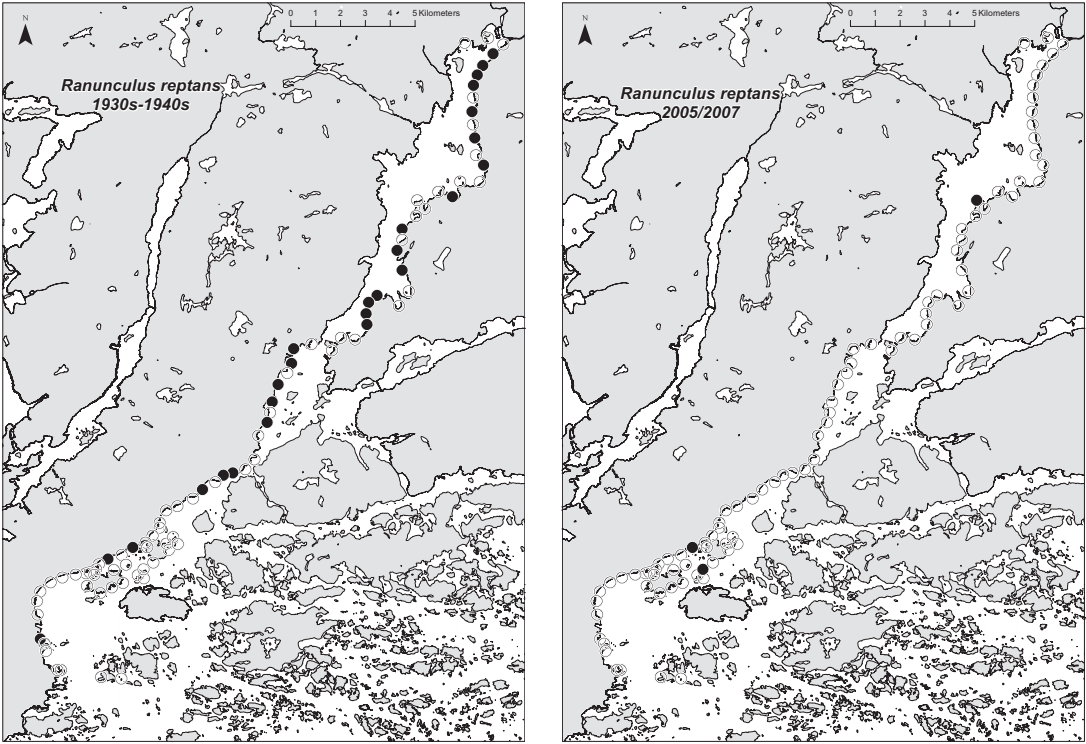 N
0 1 2 3 4 5 Kilometers
Ranunculus reptans
1930s-1940s
N
0 1 2 3 4 5 Kilometers
Ranunculus reptans
2005/2007